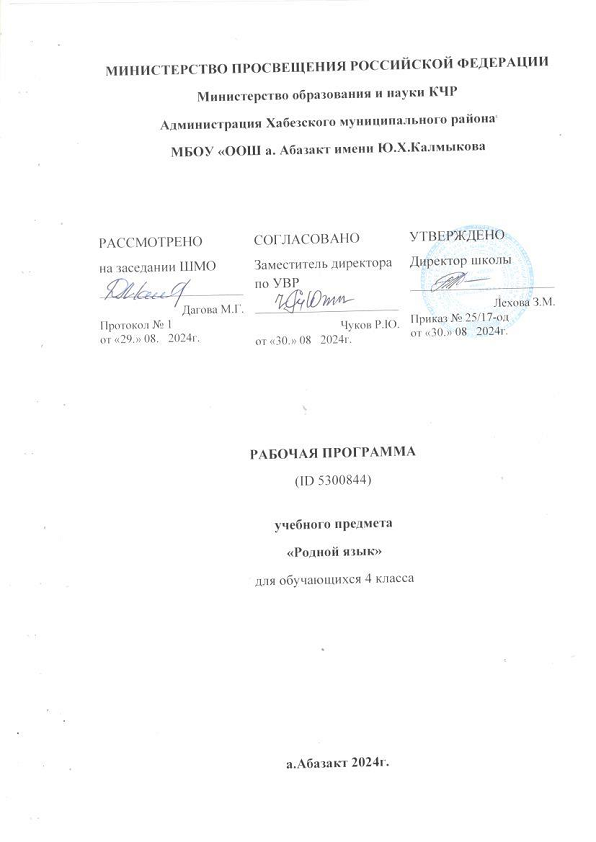 МИНИСТЕРСТВО ПРОСВЕЩЕНИЯ РОССИЙСКОЙ ФЕДЕРАЦИИ
Министерство образования и науки КЧР
Администрация Хабезского муниципального района
МБОУ «ООШ а. Абазакт имени Ю.Х.Калмыкова
РАССМОТРЕНО
на заседании ШМО
Дагова М.Г.
Протокол № 1
от «29.» 08. 2024г.
СОГЛАСОВАНО
Заместитель директора
по УВР
Чуков Р.Ю.
от «30.» 08 2024г.
УТВЕРЖДЕНО
Директор школы
Лехова З.М.
Приказ № 25/17-од
от «30.» 08 2024г.
РАБОЧАЯ ПРОГРАММА
(ID 5300844)
учебного предмета
«Родной язык»
для обучающихся 4 класса
а.Абазакт 2024г.